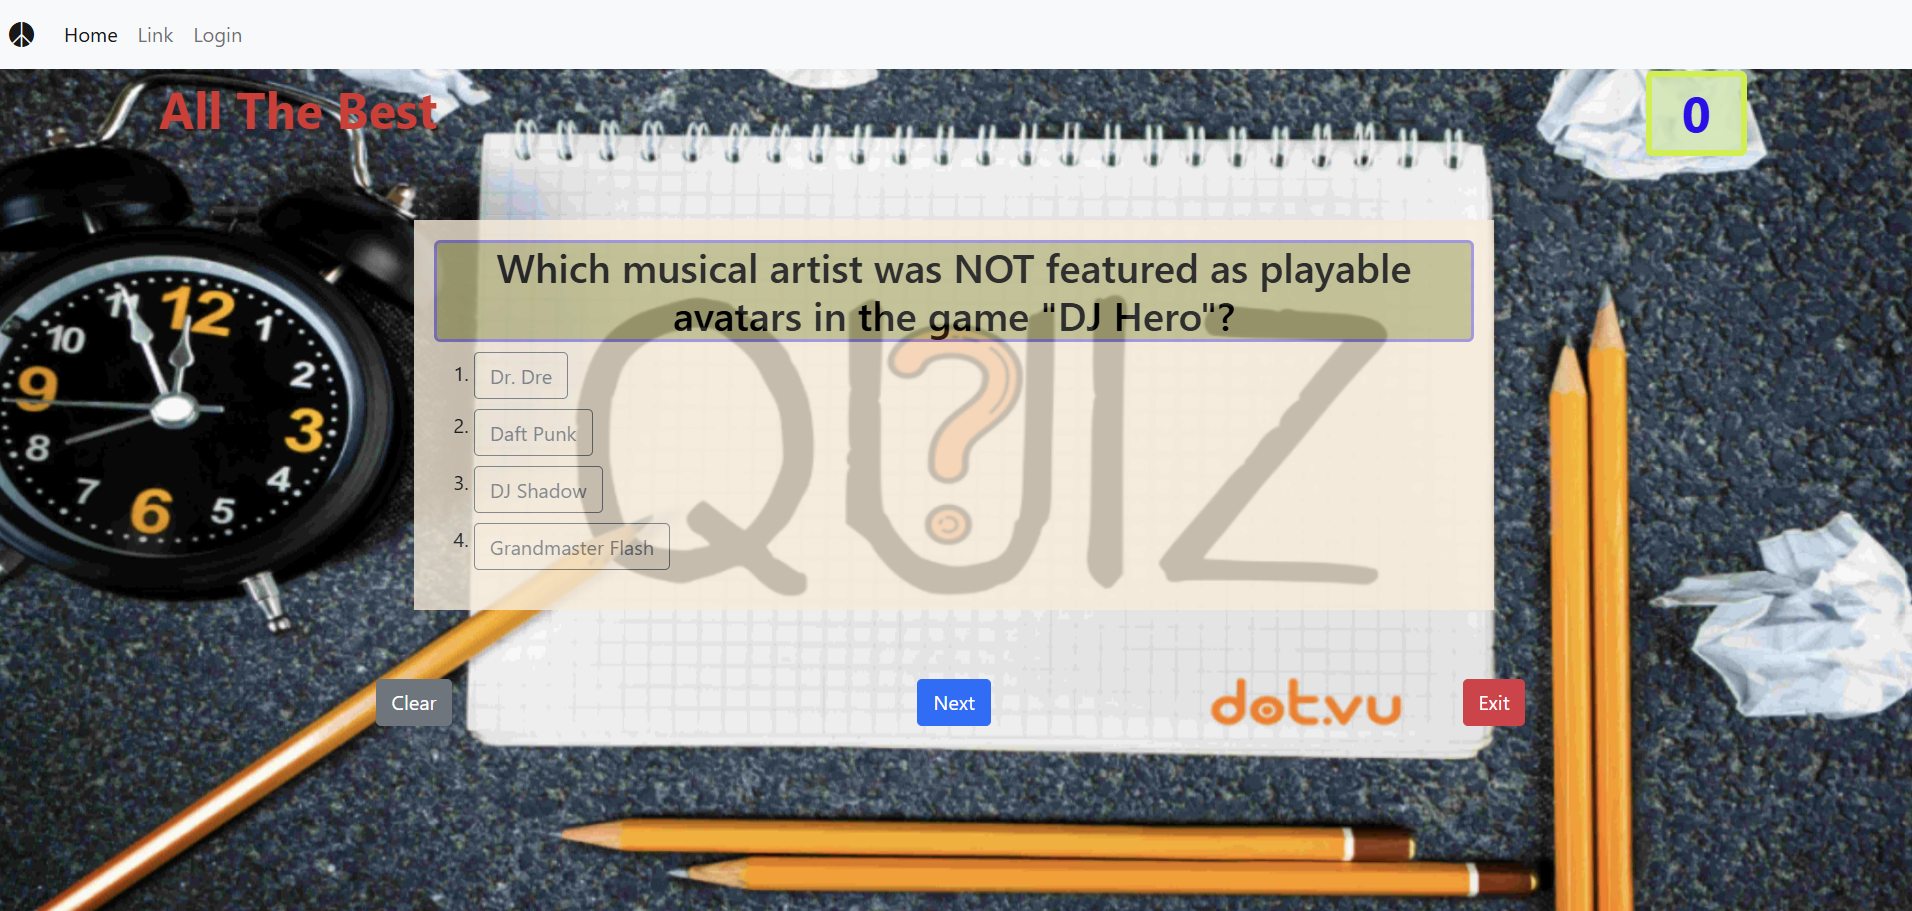 Home Link Login
All The Best
0
Which musical artist was NOT featured as playable
avatars in the game "DJ Hero"?
1. Dr. Dre
2. Daft Punk
3. DJ Shadow
4. Grandmaster Flash
QUIZ
?
12
11
1
10
2
9
3
8
4
7
5
6
Clear
Next
dot.vu
Exit